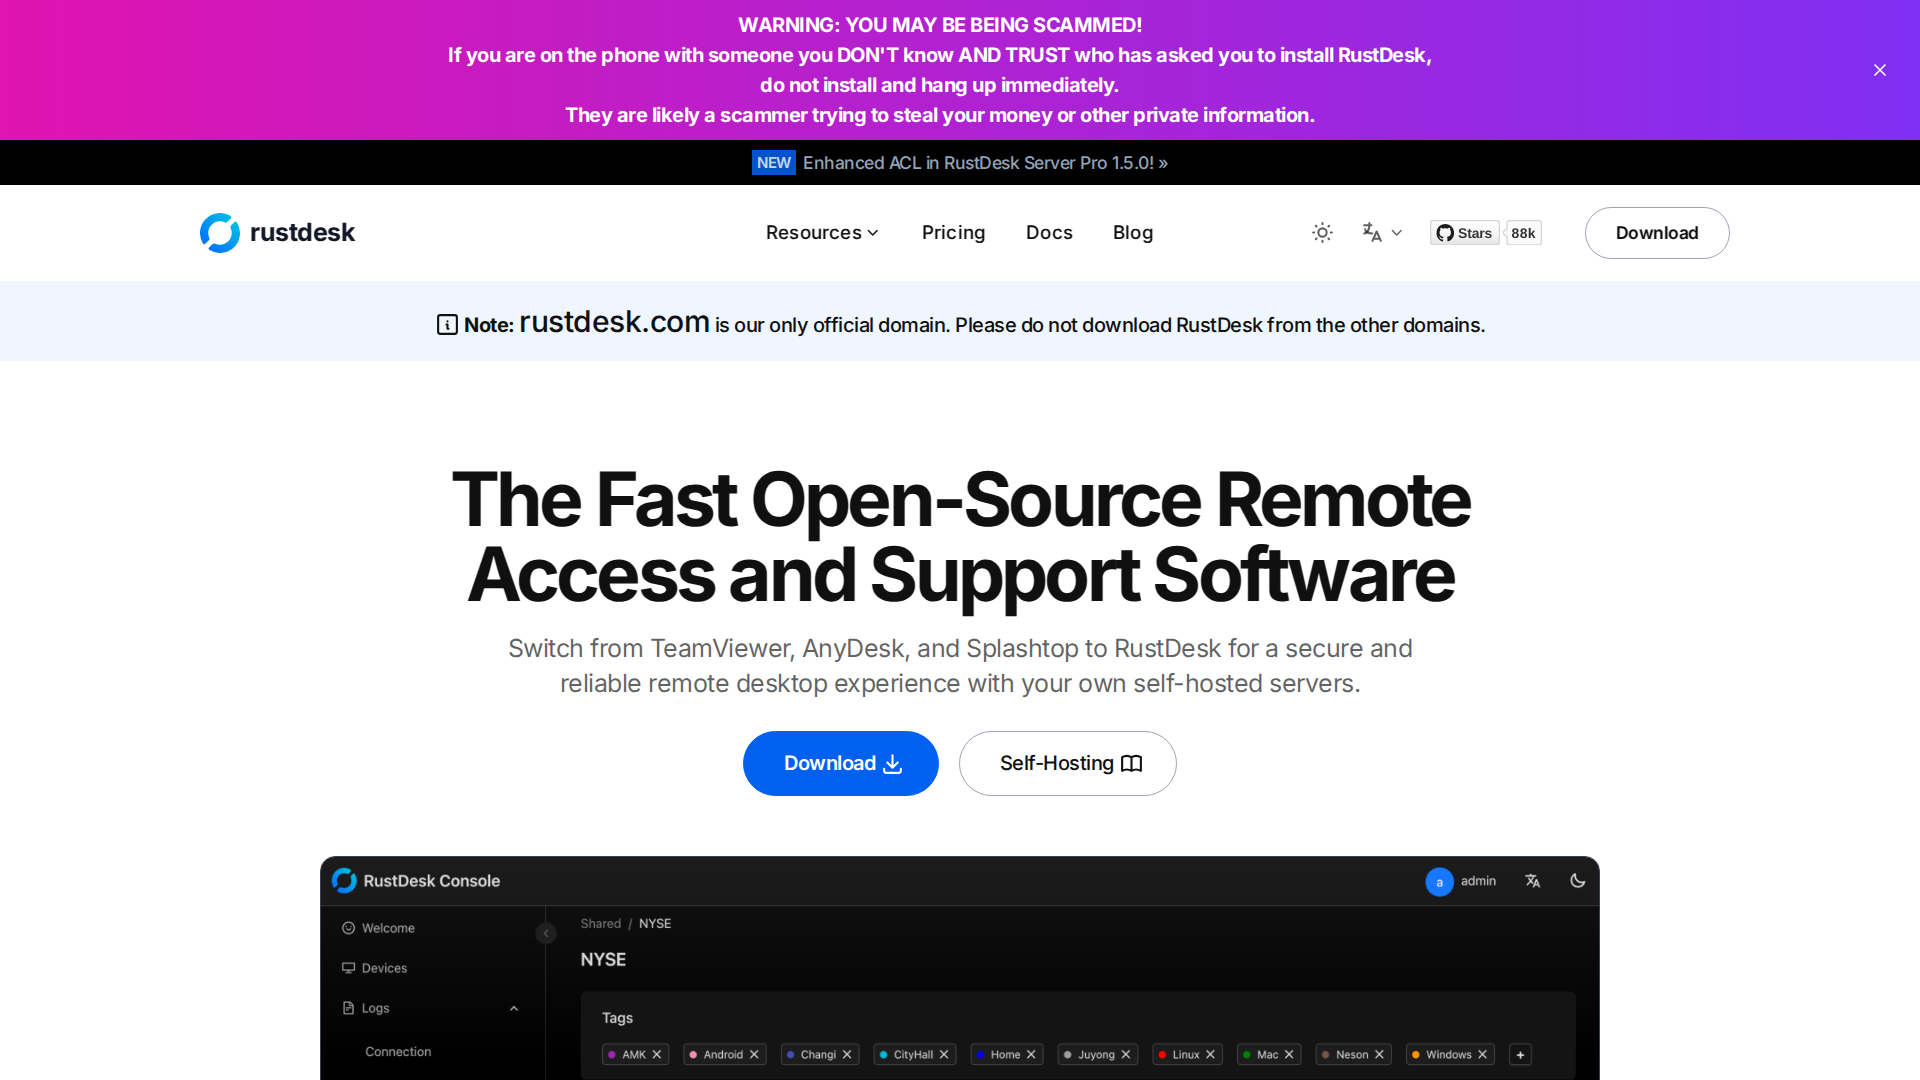 WARNING: YOU MAY BE BEING SCAMMED!
If you are on the phone with someone you DON'T know AND TRUST who has asked you to install RustDesk,
do not install and hang up immediately.
They are likely a scammer trying to steal your money or other private information.
NEW Enhanced ACL in RustDesk Server Pro 1.5.0! »
rustdesk Resources Pricing Docs Blog Stars 88k Download
Note: rustdesk.com is our only official domain. Please do not download RustDesk from the other domains.
The Fast Open-Source Remote
Access and Support Software
Switch from TeamViewer, AnyDesk, and Splashtop to RustDesk for a secure and
reliable remote desktop experience with your own self-hosted servers.
Download Self-Hosting
RustDesk Console a admin
Welcome
Shared / NYSE
NYSE
Devices
Logs
Tags
Connection
AMK Android Changi CityHall Home Juyong Linux Mac Neson Windows +